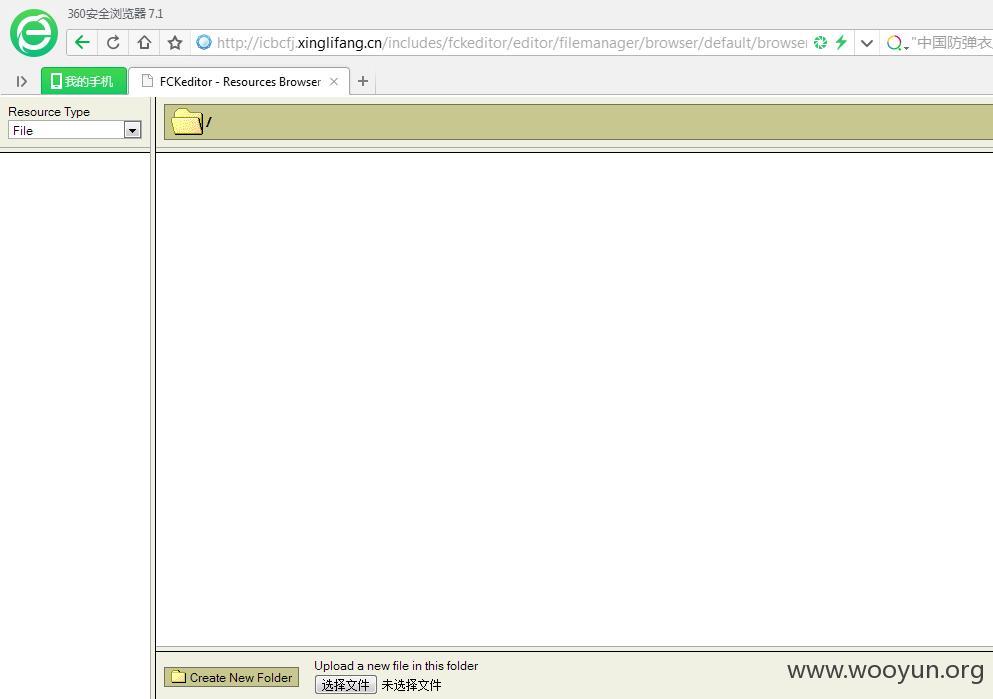 360安全浏览器 7.1
http://icbcfj.xinglifang.cn/includes/fckeditor/editor/filemanager/browser/default/browser
"中国防弹衣
我的手机
FCKeditor - Resources Browser
Resource Type
File
/
Upload a new file in this folder
Create New Folder
选择文件 未选择文件
www.wooyun.org